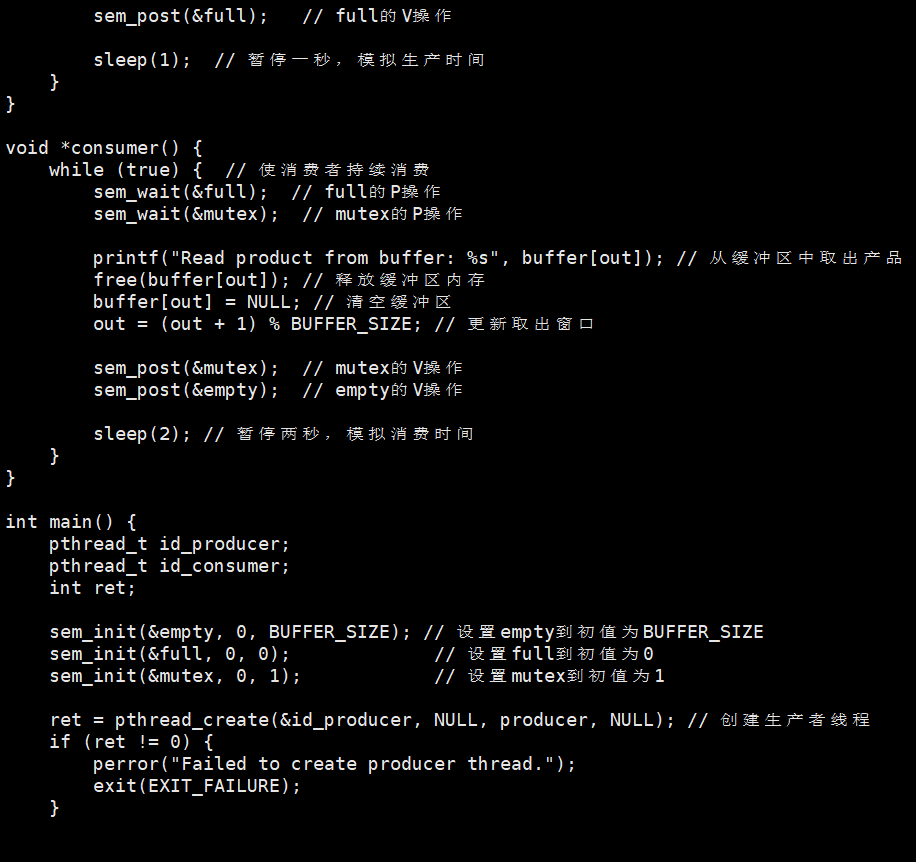 sem_post(&full);   // full的V操作
        sleep(1);  // 暂停一秒，模拟生产时间
    }
}
void *consumer() {
    while (true) {  // 使消费者持续消费
        sem_wait(&full);  // full的P操作
        sem_wait(&mutex);  // mutex的P操作
        printf("Read product from buffer: %s", buffer[out]); // 从缓冲区中取出产品
        free(buffer[out]); // 释放缓冲区内存
        buffer[out] = NULL; // 清空缓冲区
        out = (out + 1) % BUFFER_SIZE; // 更新取出窗口
        sem_post(&mutex);  // mutex的V操作
        sem_post(&empty);  // empty的V操作
        sleep(2); // 暂停两秒，模拟消费时间
    }
}
int main() {
    pthread_t id_producer;
    pthread_t id_consumer;
    int ret;
    sem_init(&empty, 0, BUFFER_SIZE); // 设置empty到初值为BUFFER_SIZE
    sem_init(&full, 0, 0);             // 设置full到初值为0
    sem_init(&mutex, 0, 1);            // 设置mutex到初值为1
    ret = pthread_create(&id_producer, NULL, producer, NULL); // 创建生产者线程
    if (ret != 0) {
        perror("Failed to create producer thread.");
        exit(EXIT_FAILURE);
    }